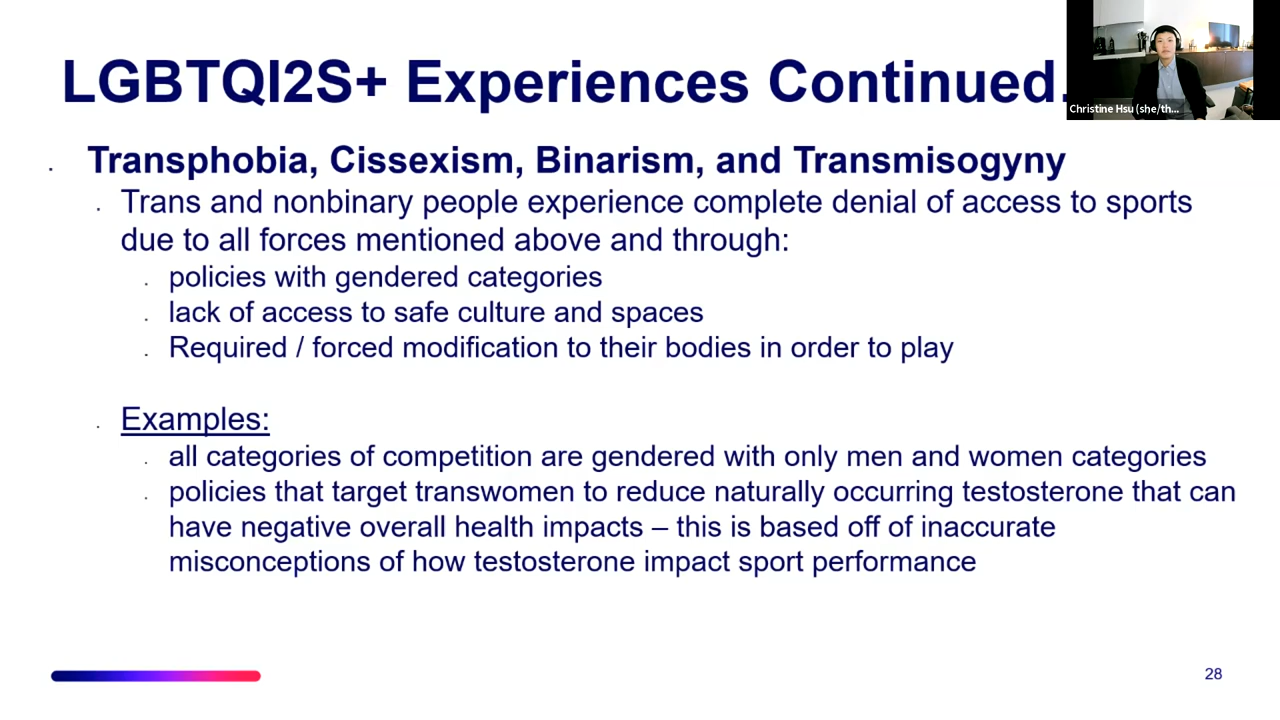 LGBTQI2S+ Experiences Continued.
Christine Hsu (she/th...
Transphobia, Cissexism, Binarism, and Transmisogyny
Trans and nonbinary people experience complete denial of access to sports
due to all forces mentioned above and through:
policies with gendered categories
lack of access to safe culture and spaces
Required / forced modification to their bodies in order to play
Examples:
all categories of competition are gendered with only men and women categories
policies that target transwomen to reduce naturally occurring testosterone that can
have negative overall health impacts – this is based off of inaccurate
misconceptions of how testosterone impact sport performance
28